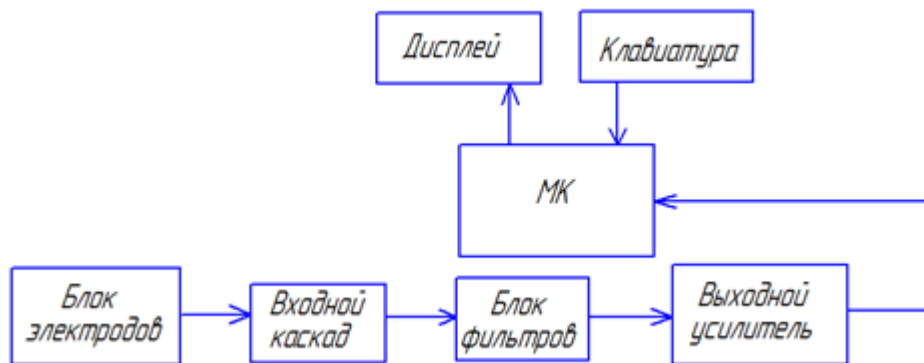 Дисплей
Клавиатура
МК
Блок
электродов
Входной
каскад
Блок
фильтров
Выходной
усилитель